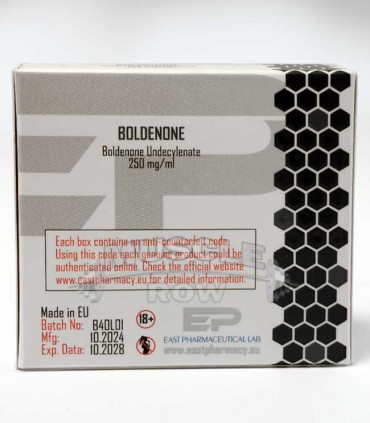 BOLDENONE
Boldenone Undecylenate
250 mg/ml
Each box contains an anti-counterfeit code.
Using this code each genuine product could be
authenticated online. Check the official website
www.eastpharmacy.eu for detailed information.
MUSCLE
ROW
Made in EU
Batch No: B40L01
Mfg: 10.2024
Exp. Data: 10.2028
18+
EP
EAST PHARMACEUTICAL LAB
www.eastpharmacy.eu